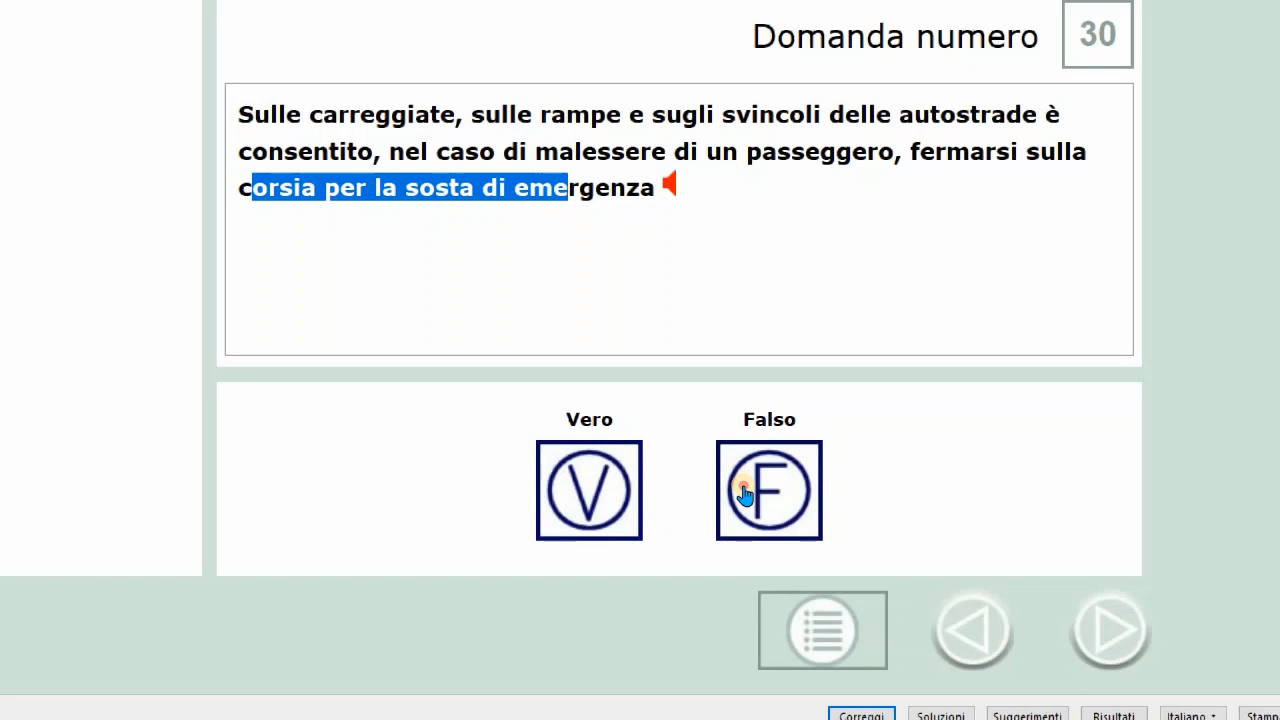 Domanda numero 30
Sulle carreggiate, sulle rampe e sugli svincoli delle autostrade è
consentito, nel caso di malessere di un passeggero, fermarsi sulla
corsia per la sosta di emergenza
Vero Falso
V F
Correggi Soluzioni Suggerimenti Risultati Italiano